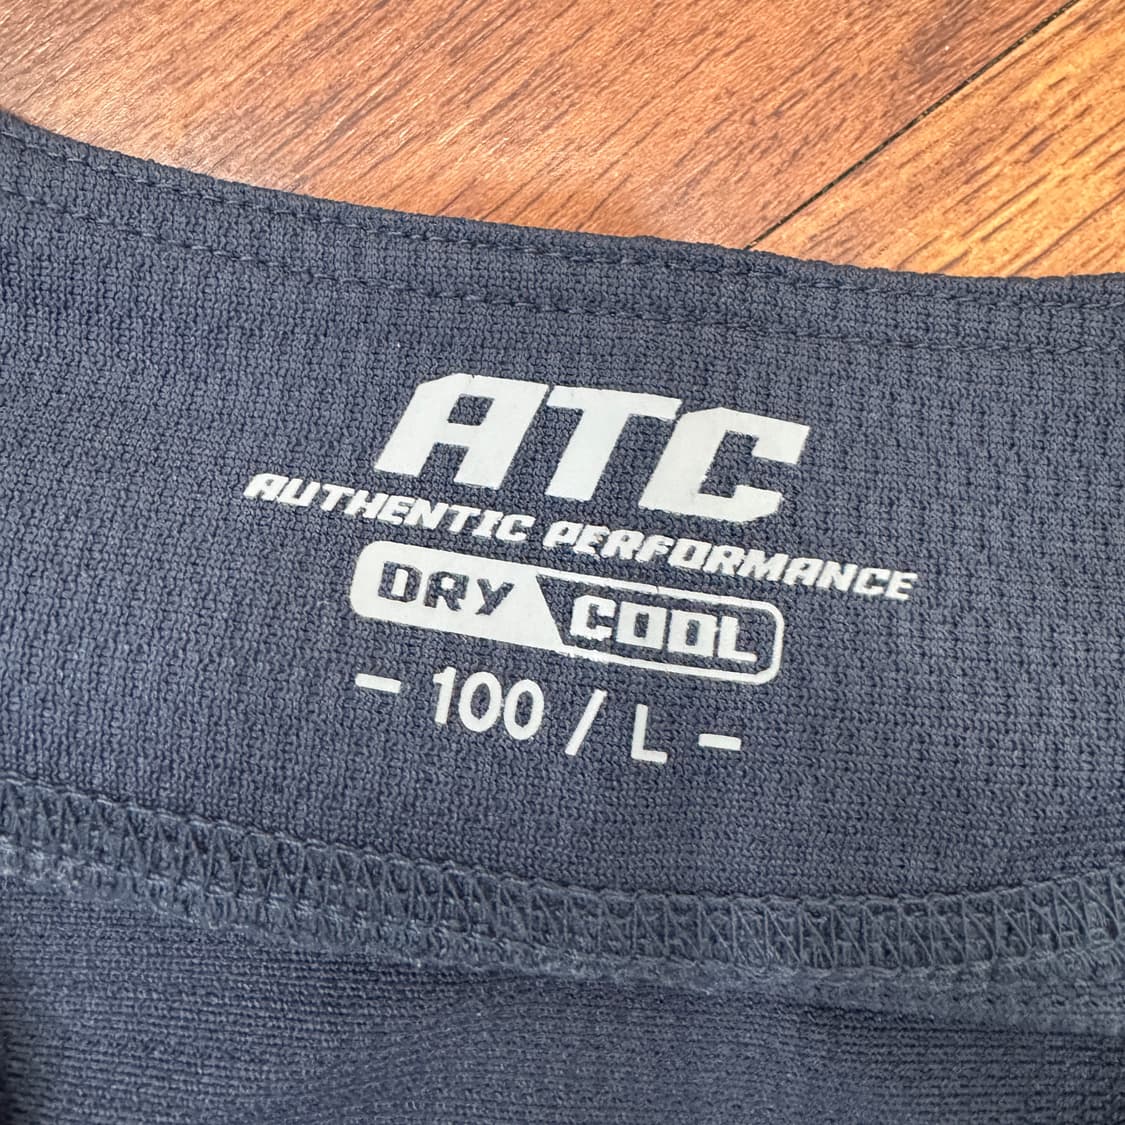 ATC
AUTHENTIC PERFORMANCE
DRY COOL
- 100 / L -